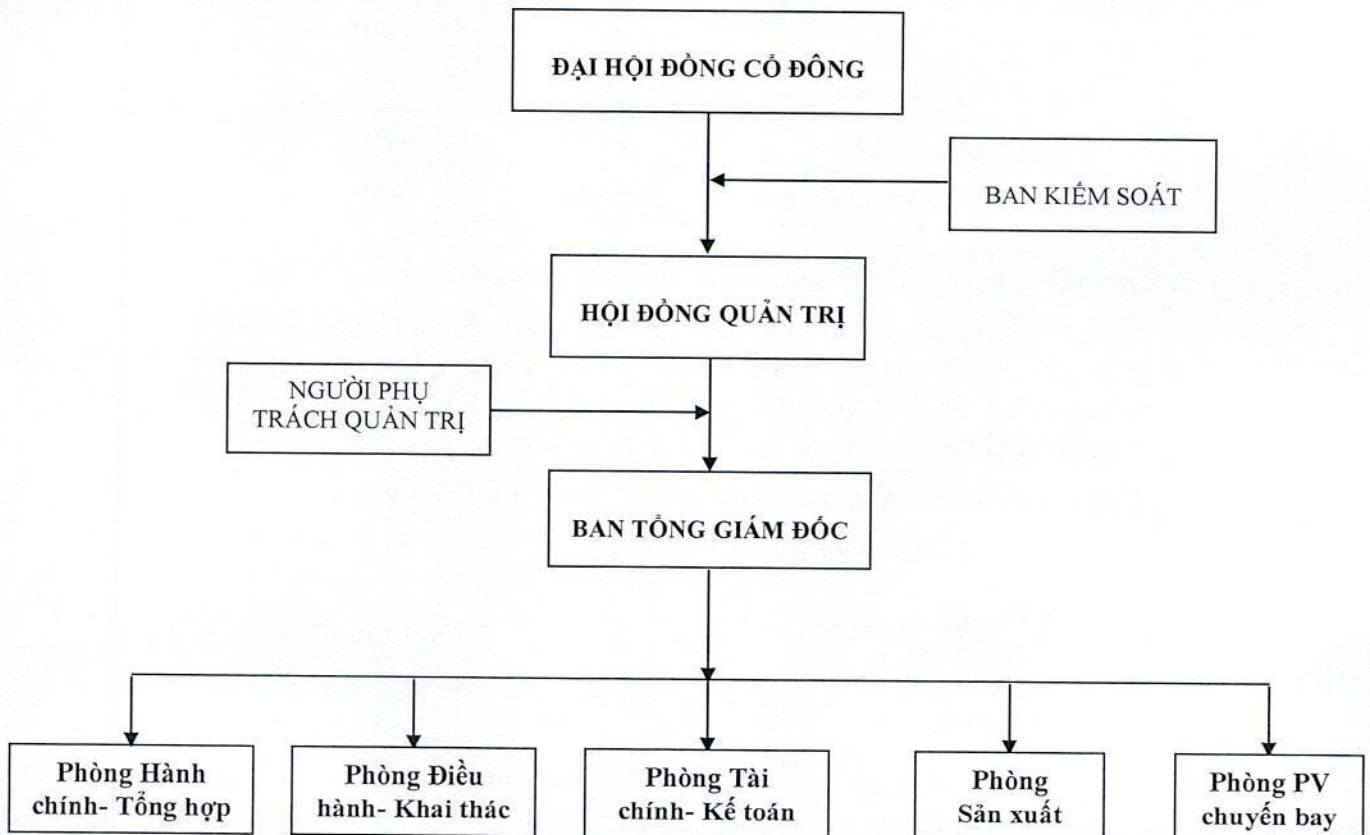 ĐẠI HỘI ĐỒNG CỔ ĐÔNG
BAN KIỂM SOÁT
HỘI ĐỒNG QUẢN TRỊ
NGƯỜI PHỤ
TRÁCH QUẢN TRỊ
BAN TỔNG GIÁM ĐỐC
Phòng Hành
chính- Tổng hợp
Phòng Điều
hành- Khai thác
Phòng Tài
chính- Kế toán
Phòng
Sản xuất
Phòng PV
chuyến bay